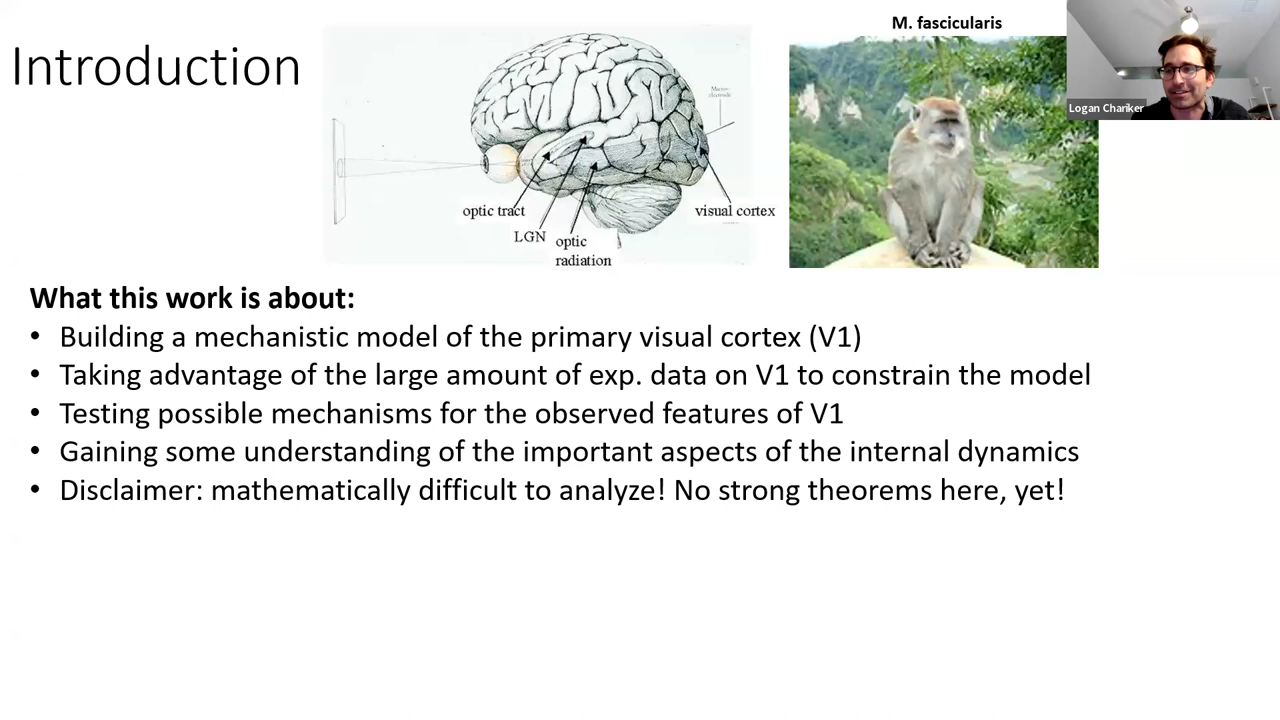 Introduction
M. fascicularis
Logan Chariker
optic tract
LGN
optic
radiation
visual cortex
What this work is about:
• Building a mechanistic model of the primary visual cortex (V1)
• Taking advantage of the large amount of exp. data on V1 to constrain the model
• Testing possible mechanisms for the observed features of V1
• Gaining some understanding of the important aspects of the internal dynamics
• Disclaimer: mathematically difficult to analyze! No strong theorems here, yet!